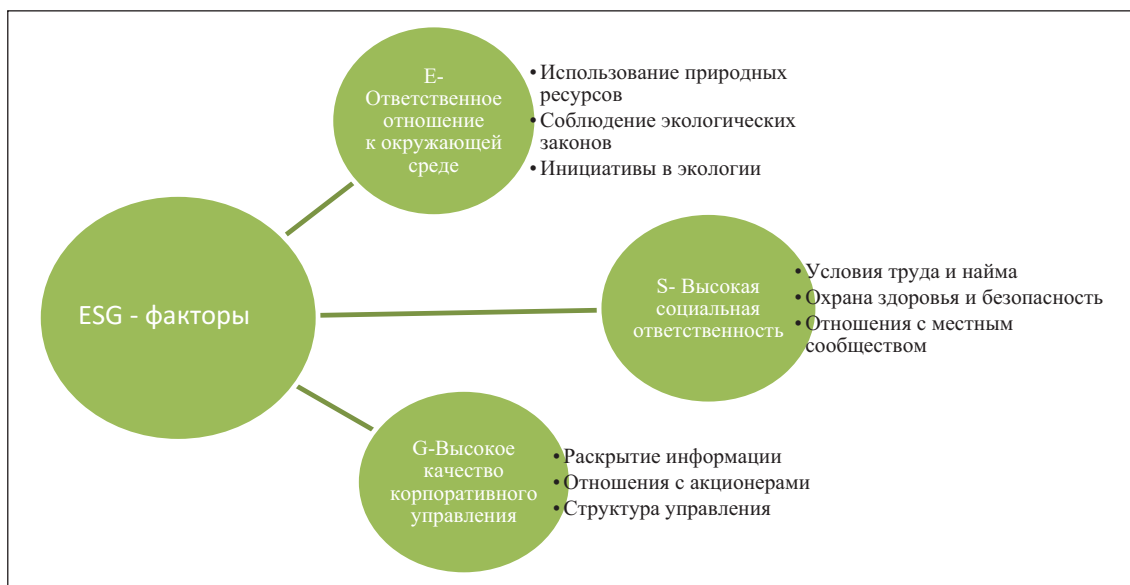 E-
Ответственное
отношение
к окружающей
среде
• Использование природных
ресурсов
• Соблюдение экологических
законов
• Инициативы в экологии
ESG - факторы
S- Высокая
социальная
ответственность
• Условия труда и найма
• Охрана здоровья и безопасность
• Отношения с местным
сообществом
G-Высокое
качество
корпоративного
управления
• Раскрытие информации
• Отношения с акционерами
• Структура управления